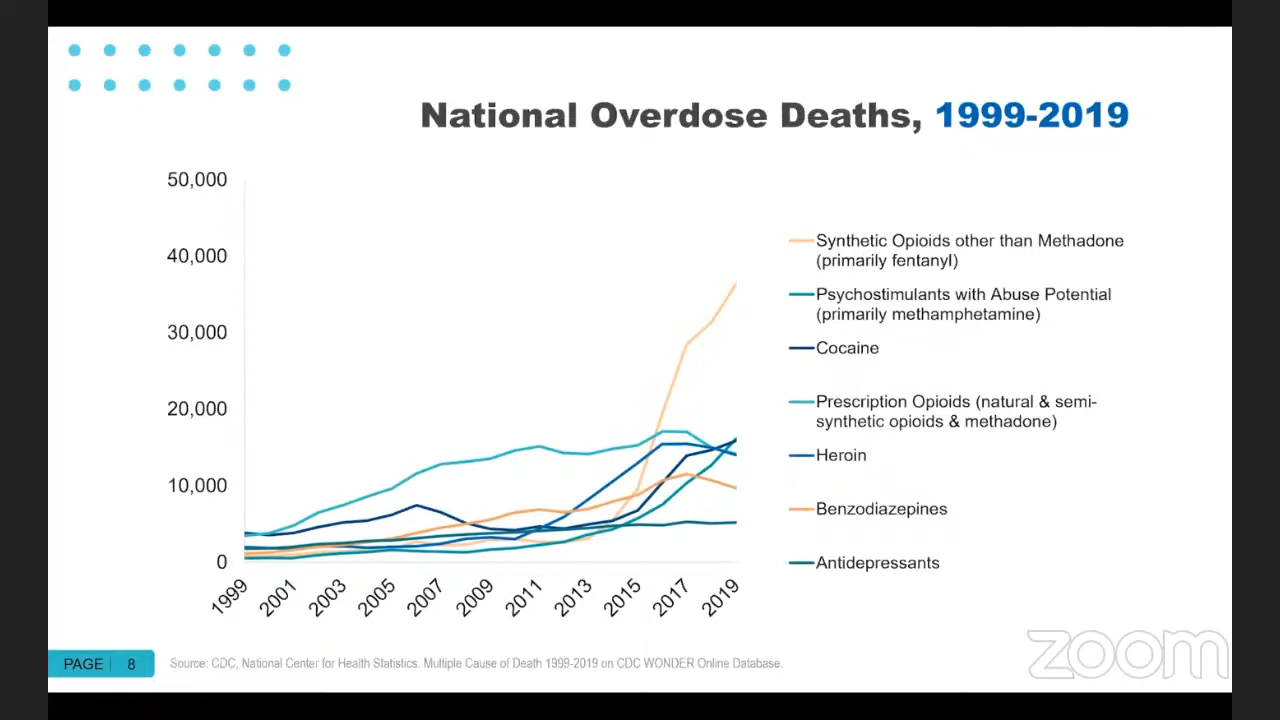 National Overdose Deaths, 1999-2019
50,000
40,000
30,000
20,000
10,000
0
1999
2001
2003
2005
2007
2009
2011
2013
2015
2017
2019
Synthetic Opioids other than Methadone
(primarily fentanyl)
Psychostimulants with Abuse Potential
(primarily methamphetamine)
Cocaine
Prescription Opioids (natural & semi-
synthetic opioids & methadone)
Heroin
Benzodiazepines
Antidepressants
PAGE | 8
Source: CDC, National Center for Health Statistics. Multiple Cause of Death 1999-2019 on CDC WONDER Online Database.
zoom